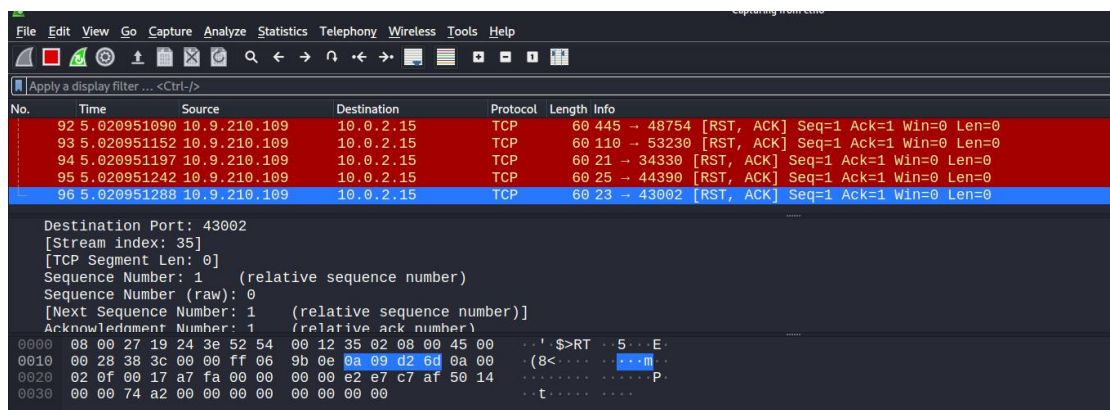 Capturing from eth0
File Edit View Go Capture Analyze Statistics Telephony Wireless Tools Help
Apply a display filter ... <Ctrl-/>
No. Time Source Destination Protocol Length Info
92 5.020951090 10.9.210.109 10.0.2.15 TCP 60 445 → 48754 [RST, ACK] Seq=1 Ack=1 Win=0 Len=0
93 5.020951152 10.9.210.109 10.0.2.15 TCP 60 110 → 53230 [RST, ACK] Seq=1 Ack=1 Win=0 Len=0
94 5.020951197 10.9.210.109 10.0.2.15 TCP 60 21 → 34330 [RST, ACK] Seq=1 Ack=1 Win=0 Len=0
95 5.020951242 10.9.210.109 10.0.2.15 TCP 60 25 → 44390 [RST, ACK] Seq=1 Ack=1 Win=0 Len=0
96 5.020951288 10.9.210.109 10.0.2.15 TCP 60 23 → 43002 [RST, ACK] Seq=1 Ack=1 Win=0 Len=0
Destination Port: 43002
[Stream index: 35]
[TCP Segment Len: 0]
Sequence Number: 1 (relative sequence number)
Sequence Number (raw): 0
[Next Sequence Number: 1 (relative sequence number)]
Acknowledgment Number: 1 (relative ack number)
0000 08 00 27 19 24 3e 52 54 00 12 35 02 08 00 45 00 ··'·$>RT ··5···E·
0010 00 28 38 3c 00 00 ff 06 9b 0e 0a 09 d2 6d 0a 00 ·(8<···· ·····m··
0020 02 0f 00 17 a7 fa 00 00 00 00 e2 e7 c7 af 50 14 ········ ······P·
0030 00 00 74 a2 00 00 00 00 00 00 00 00 ··t····· ····